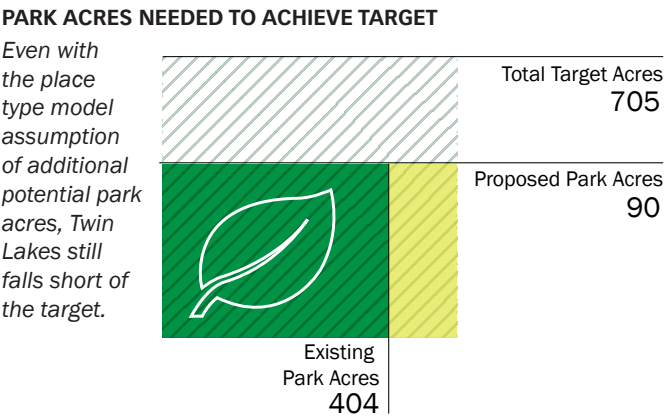 PARK ACRES NEEDED TO ACHIEVE TARGET
Even with
the place
type model
assumption
of additional
potential park
acres, Twin
Lakes still
falls short of
the target.
Total Target Acres
705
Proposed Park Acres
90
Existing
Park Acres
404